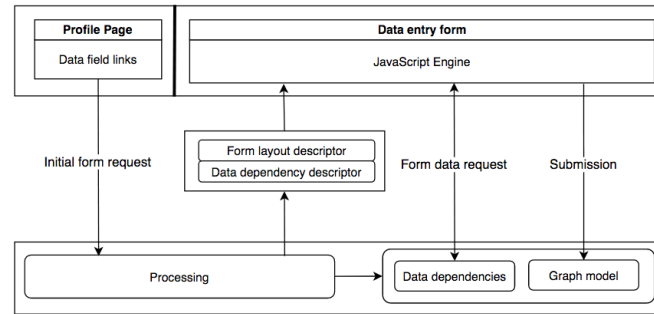 Profile Page
Data entry form
Data field links
JavaScript Engine
Form layout descriptor
Data dependency descriptor
Initial form request
Form data request
Submission
Processing
Data dependencies
Graph model